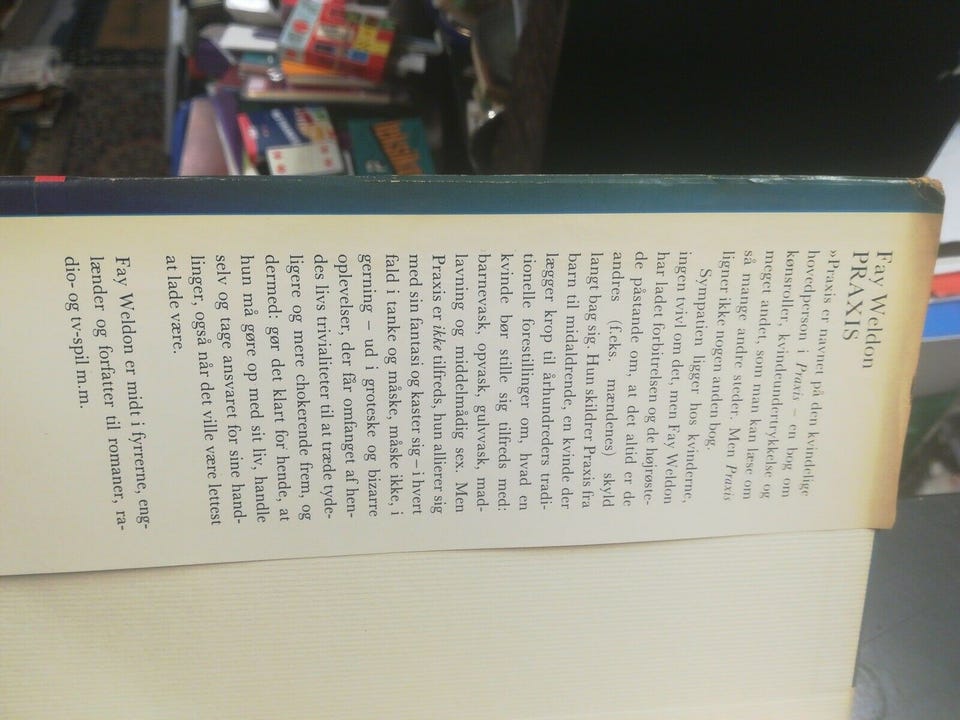 Fay Weldon
PRAXIS
»Praxis er navnet på den kvindelige
hovedperson i Praxis – en bog om
kønsroller, kvindeundertrykkelse og
meget andet, som man kan læse om
så mange andre steder. Men Praxis
ligner ikke nogen anden bog.
Sympatien ligger hos kvinderne,
ingen tvivl om det, men Fay Weldon
har ladet forbitrelsen og de højrøste-
de påstande om, at det altid er de
andres (f.eks. mændenes) skyld
langt bag sig. Hun skildrer Praxis fra
barn til midaldrende, en kvinde der
lægger krop til århundreders tradi-
tionelle forestillinger om, hvad en
kvinde bør stille sig tilfreds med:
barnevask, opvask, gulvvask, mad-
lavning og middelmådig sex. Men
Praxis er ikke tilfreds, hun allierer sig
med sin fantasi og kaster sig – i hvert
fald i tanke og måske, måske ikke, i
gerning – ud i groteske og bizarre
oplevelser, der får omfanget af hen-
des livs trivialiteter til at træde tyde-
ligere og mere chokerende frem, og
dermed: gør det klart for hende, at
hun må gøre op med sit liv, handle
selv og tage ansvaret for sine hand-
linger, også når det ville være lettest
at lade være.
Fay Weldon er midt i fyrrerne, eng-
lænder og forfatter til romaner, ra-
dio- og tv-spil m.m.